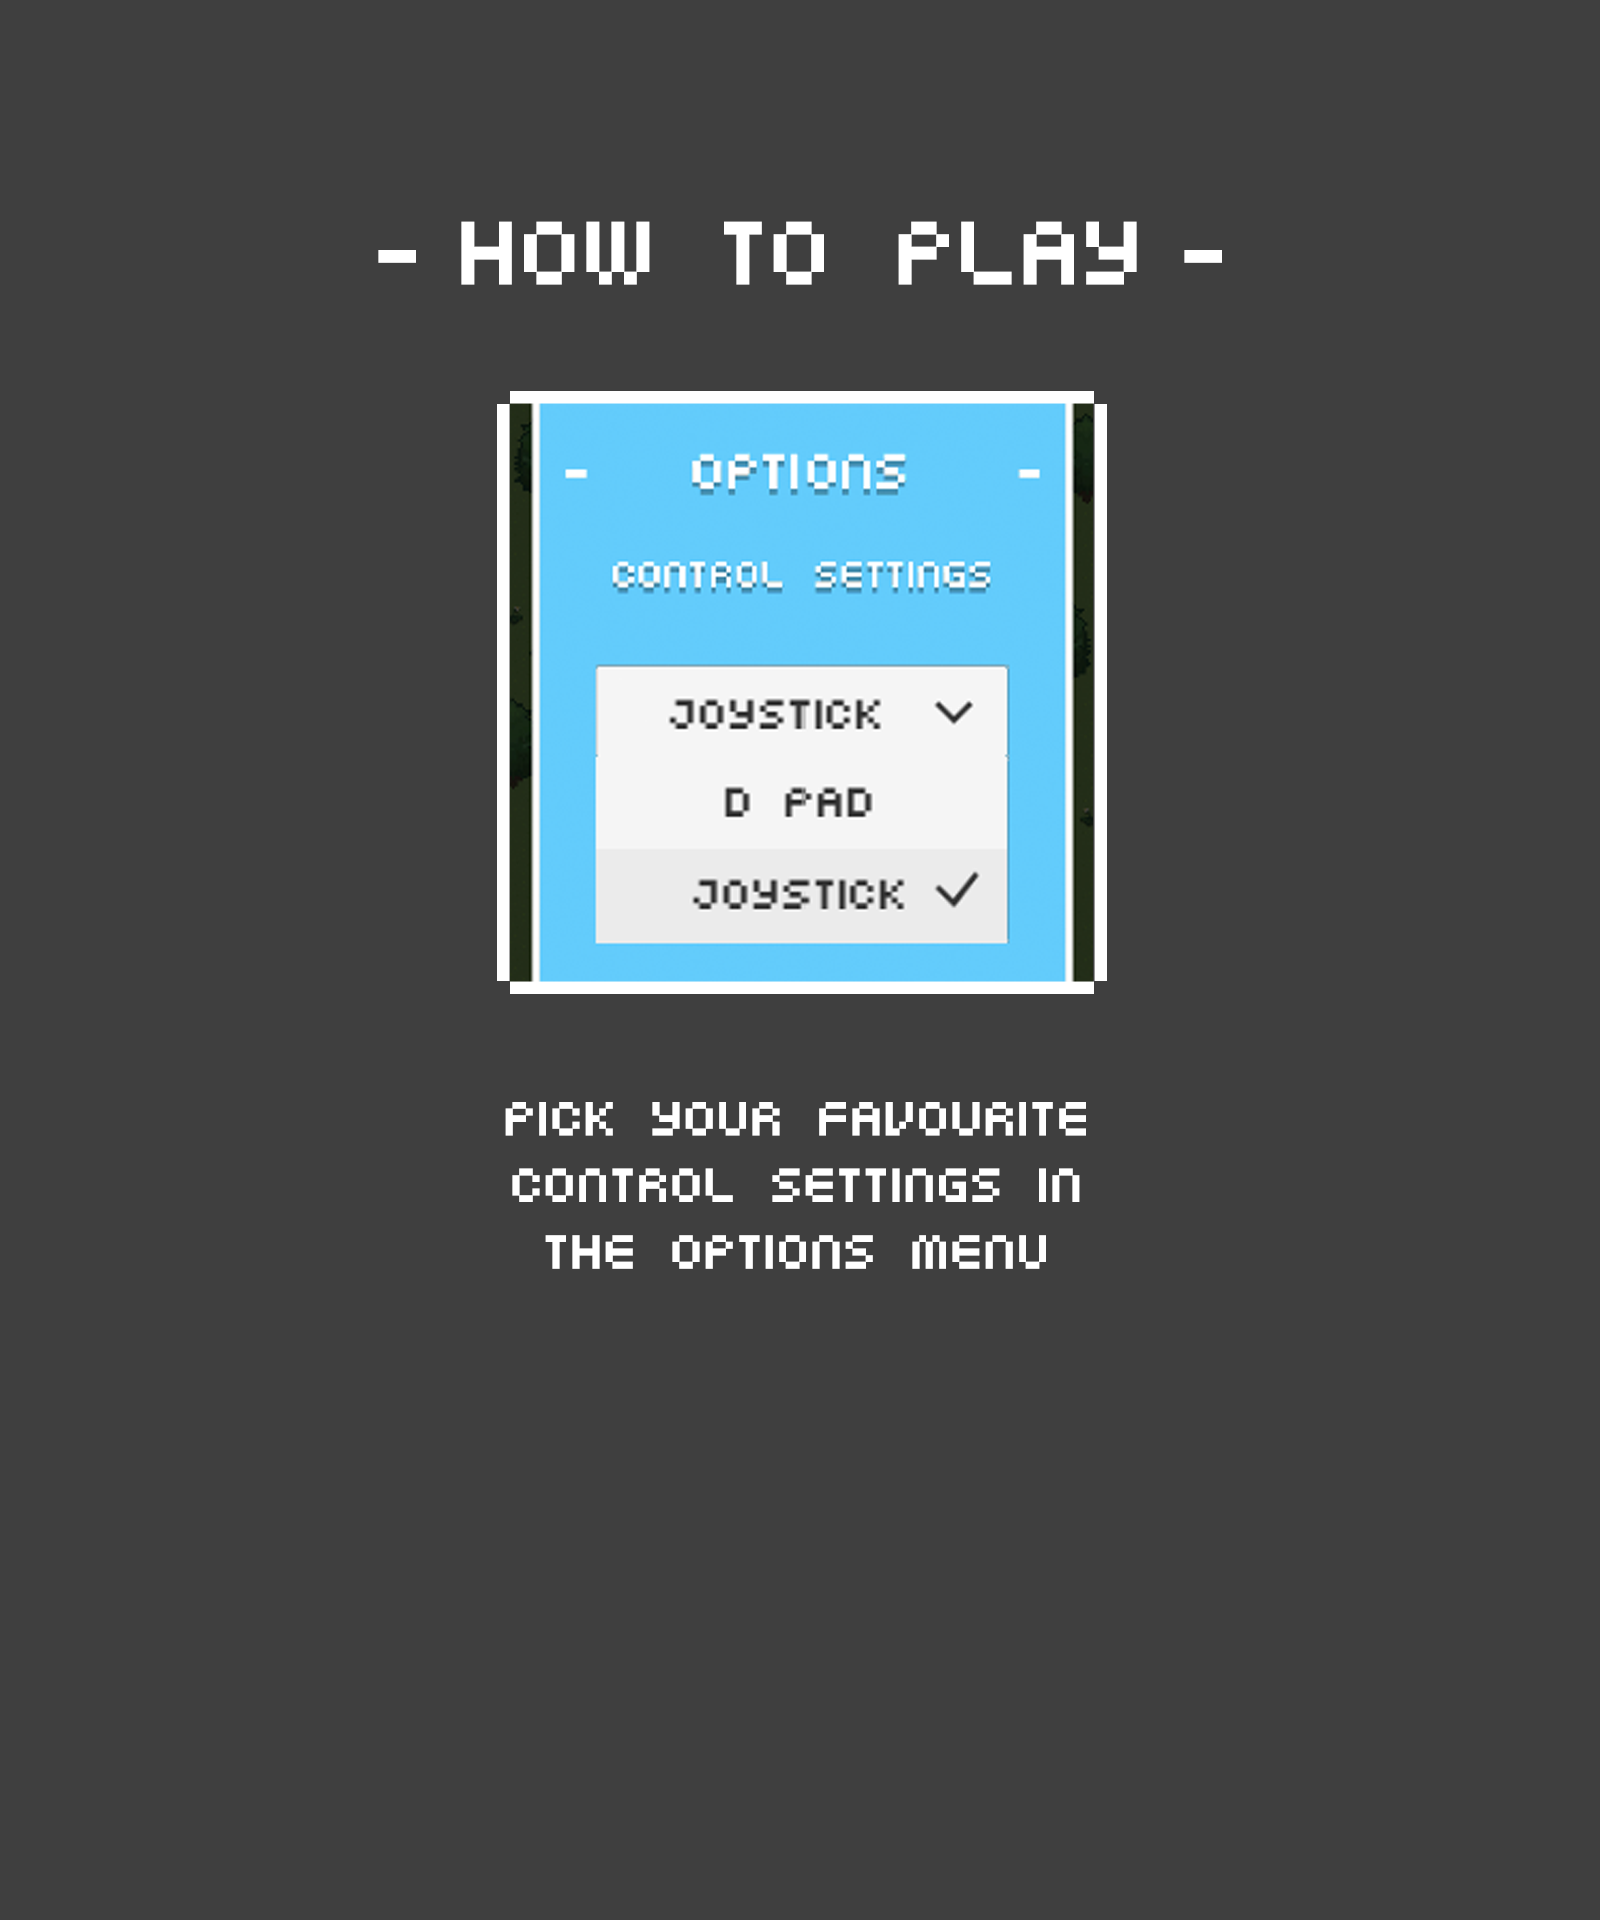 - HOW TO PLAY -
- OPTIONS -
CONTROL SETTINGS
JOYSTICK
D PAD
JOYSTICK
PICK YOUR FAVOURITE
CONTROL SETTINGS IN
THE OPTIONS MENU